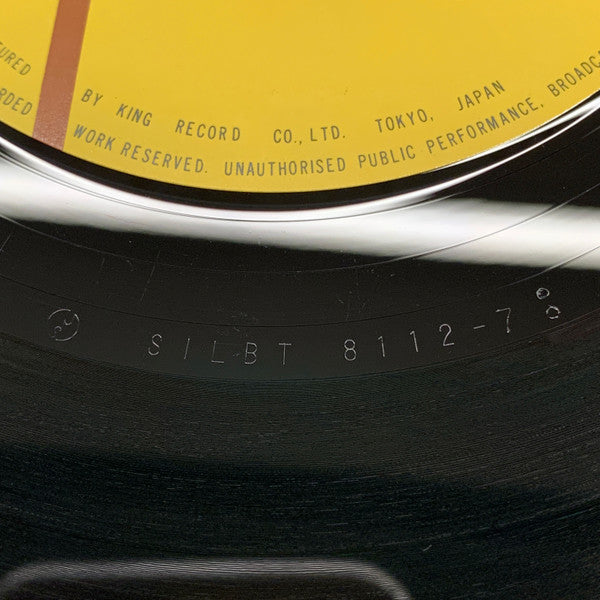 URED BY KING RECORD CO., LTD. TOKYO, JAPAN
RDED WORK RESERVED. UNAUTHORISED PUBLIC PERFORMANCE, BROADCA
SILBT 8112-7